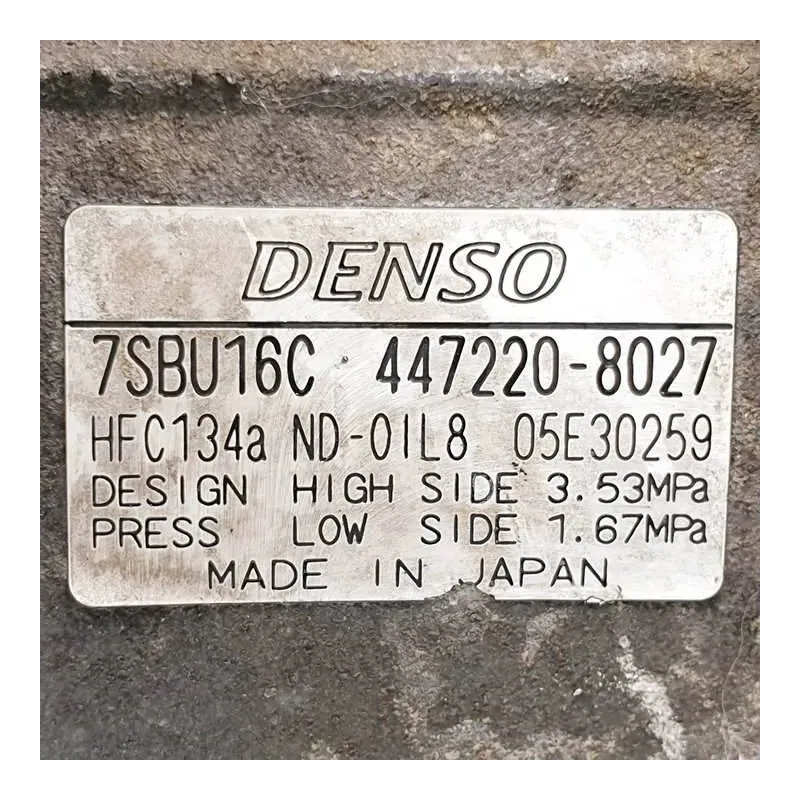 DENSO
7SBU16C 447220-8027
HFC134a ND-OIL8 05E30259
DESIGN HIGH SIDE 3.53MPa
PRESS LOW SIDE 1.67MPa
MADE IN JAPAN